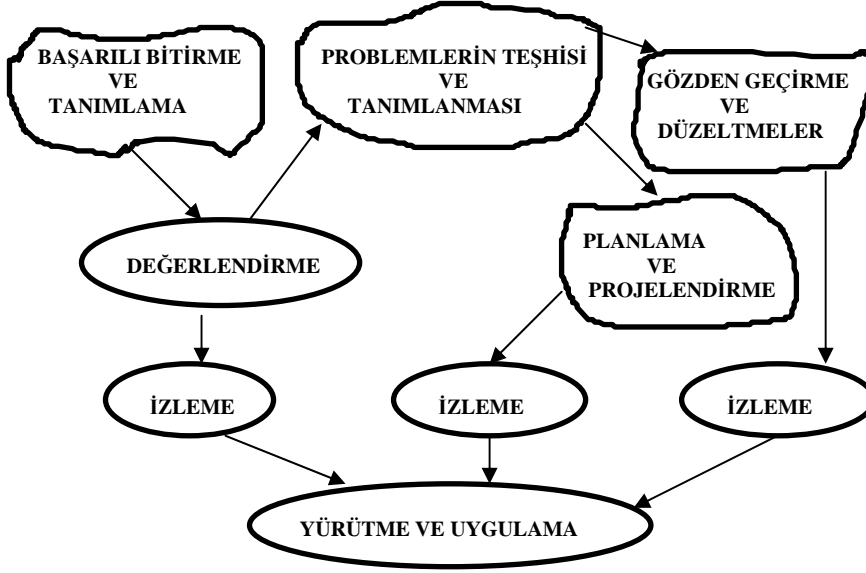 BAŞARILI BİTİRME
VE
TANIMLAMA
PROBLEMLERİN TEŞHİSİ
VE
TANIMLANMASI
GÖZDEN GEÇİRME
VE
DÜZELTMELER
DEĞERLENDİRME
PLANLAMA
VE
PROJELENDİRME
İZLEME
İZLEME
İZLEME
YÜRÜTME VE UYGULAMA